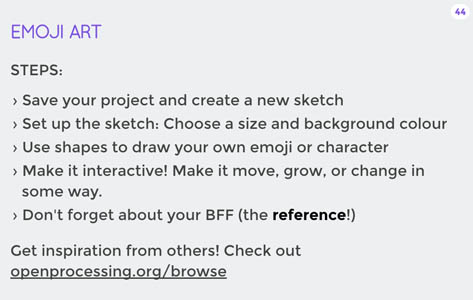 44
EMOJI ART
STEPS:
› Save your project and create a new sketch
› Set up the sketch: Choose a size and background colour
› Use shapes to draw your own emoji or character
› Make it interactive! Make it move, grow, or change in
some way.
› Don't forget about your BFF (the reference!)
Get inspiration from others! Check out
openprocessing.org/browse